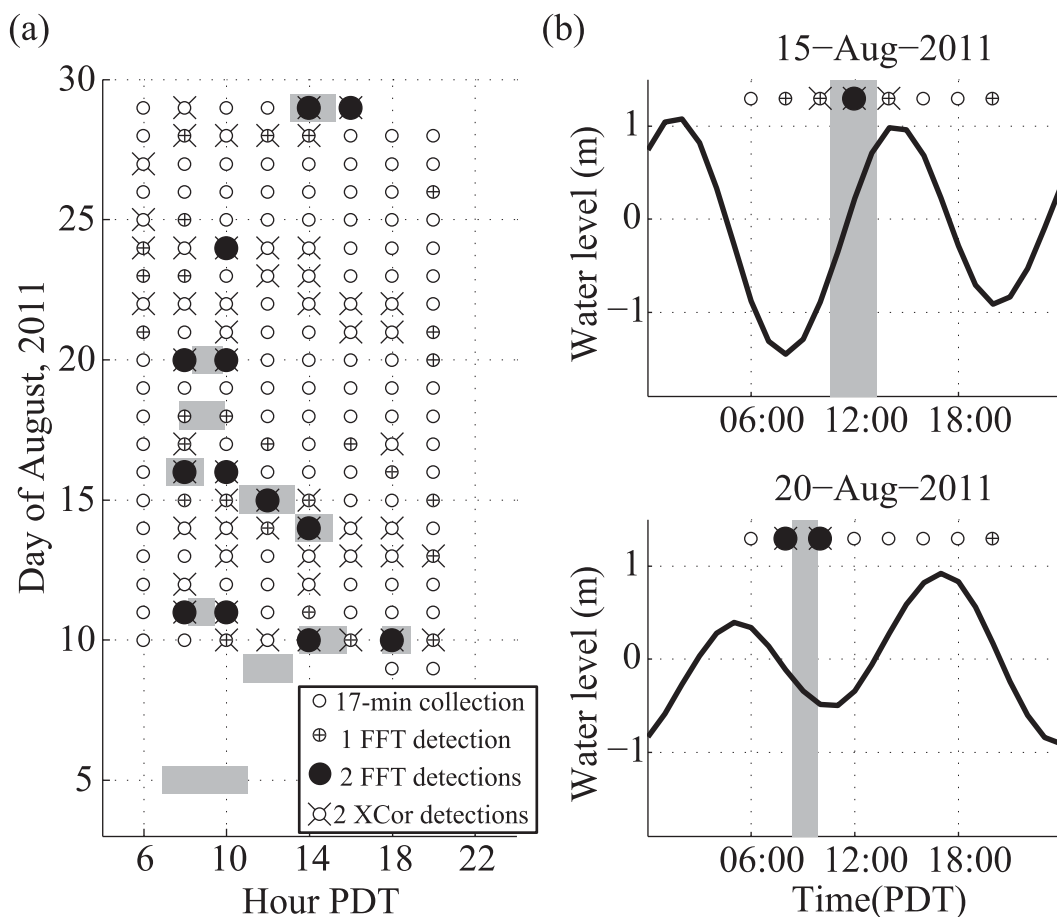 (a)
30
25
20
15
10
5
Day of August, 2011
17-min collection
1 FFT detection
2 FFT detections
2 XCor detections
6 10 14 18 22
Hour PDT
(b)
15−Aug−2011
1
0
−1
Water level (m)
06:00 12:00 18:00
20−Aug−2011
1
0
−1
Water level (m)
06:00 12:00 18:00
Time(PDT)